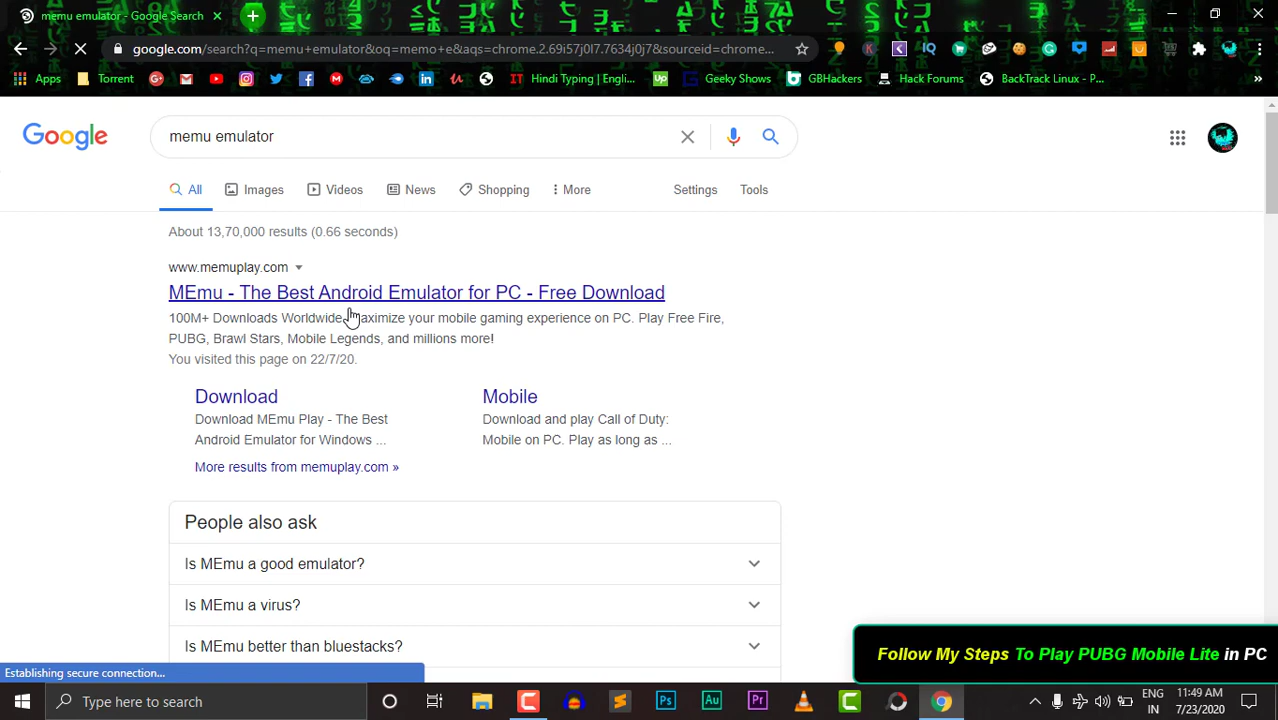 memu emulator - Google Search
google.com/search?q=memu+emulator&oq=memo+e&aqs=chrome.2.69i57j0l7.7634j0j7&sourceid=chrome...
Apps Torrent Hindi Typing | Engli... Geeky Shows GBHackers Hack Forums BackTrack Linux - P... »
Google
memu emulator
All Images Videos News Shopping More Settings Tools
About 13,70,000 results (0.66 seconds)
www.memuplay.com
MEmu - The Best Android Emulator for PC - Free Download
100M+ Downloads Worldwide. Maximize your mobile gaming experience on PC. Play Free Fire,
PUBG, Brawl Stars, Mobile Legends, and millions more!
You visited this page on 22/7/20.
Download Mobile
Download MEmu Play - The Best Download and play Call of Duty:
Android Emulator for Windows ... Mobile on PC. Play as long as ...
More results from memuplay.com »
People also ask
Is MEmu a good emulator?
Is MEmu a virus?
Is MEmu better than bluestacks?
Follow My Steps To Play PUBG Mobile Lite in PC
Establishing secure connection...
Type here to search
Ps Au Pr
ENG
IN
11:49 AM
7/23/2020